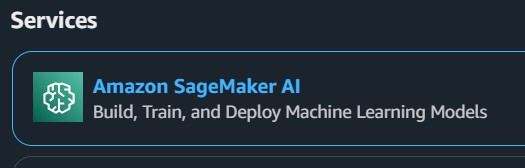 Services
Amazon SageMaker AI
Build, Train, and Deploy Machine Learning Models